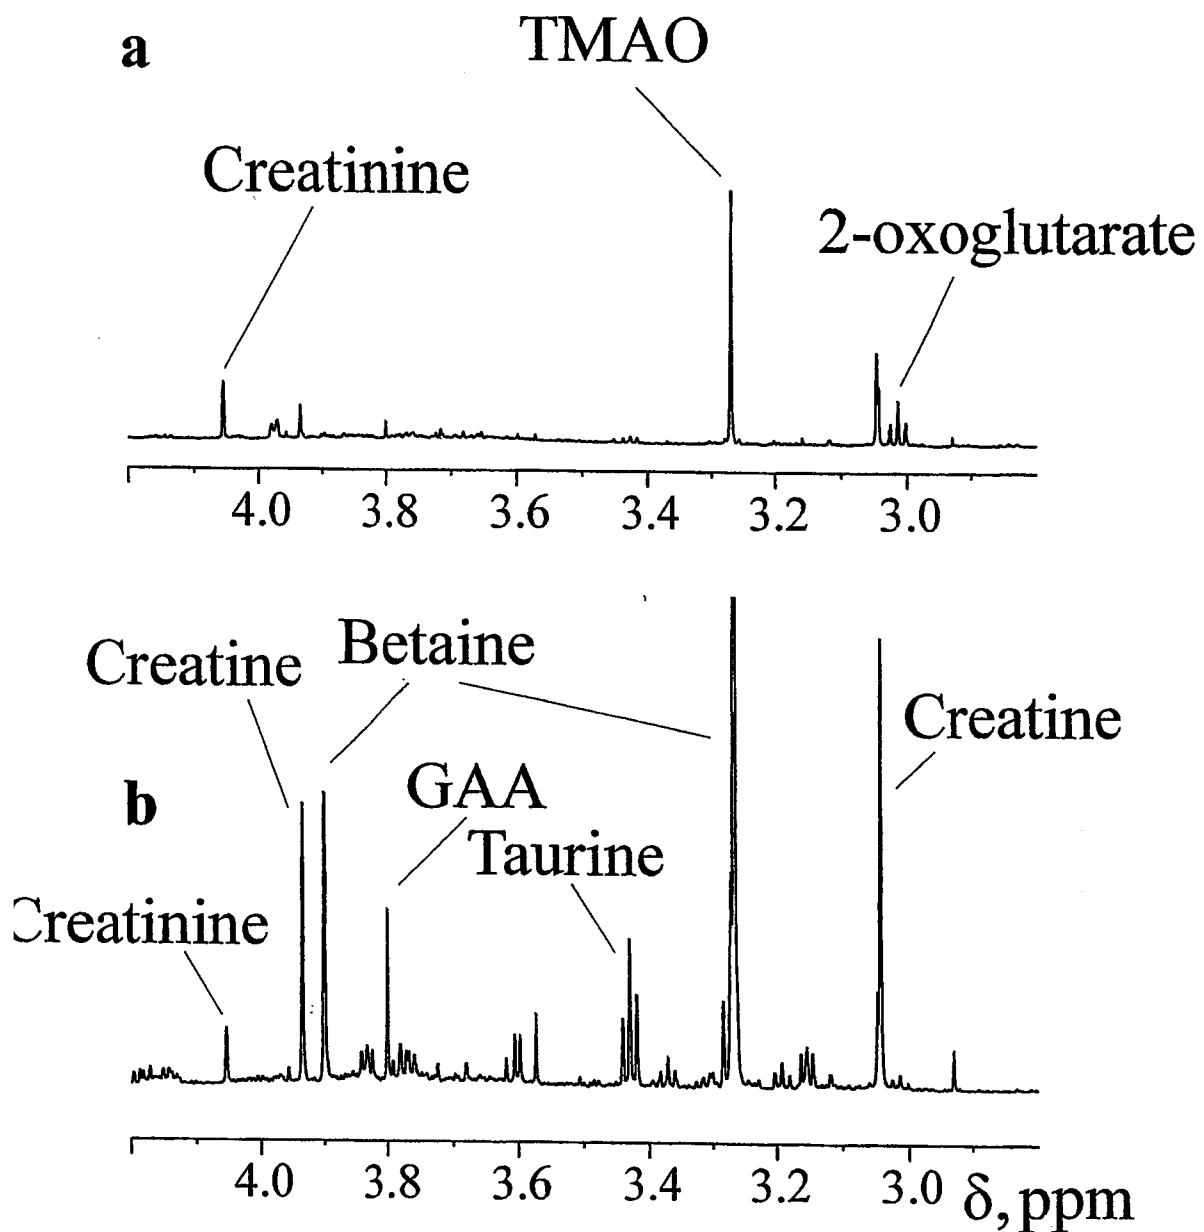 a
TMAO
Creatinine
2-oxoglutarate
4.0 3.8 3.6 3.4 3.2 3.0
Creatine
Betaine
Creatine
b
GAA
Taurine
Creatinine
4.0 3.8 3.6 3.4 3.2 3.0 δ, ppm